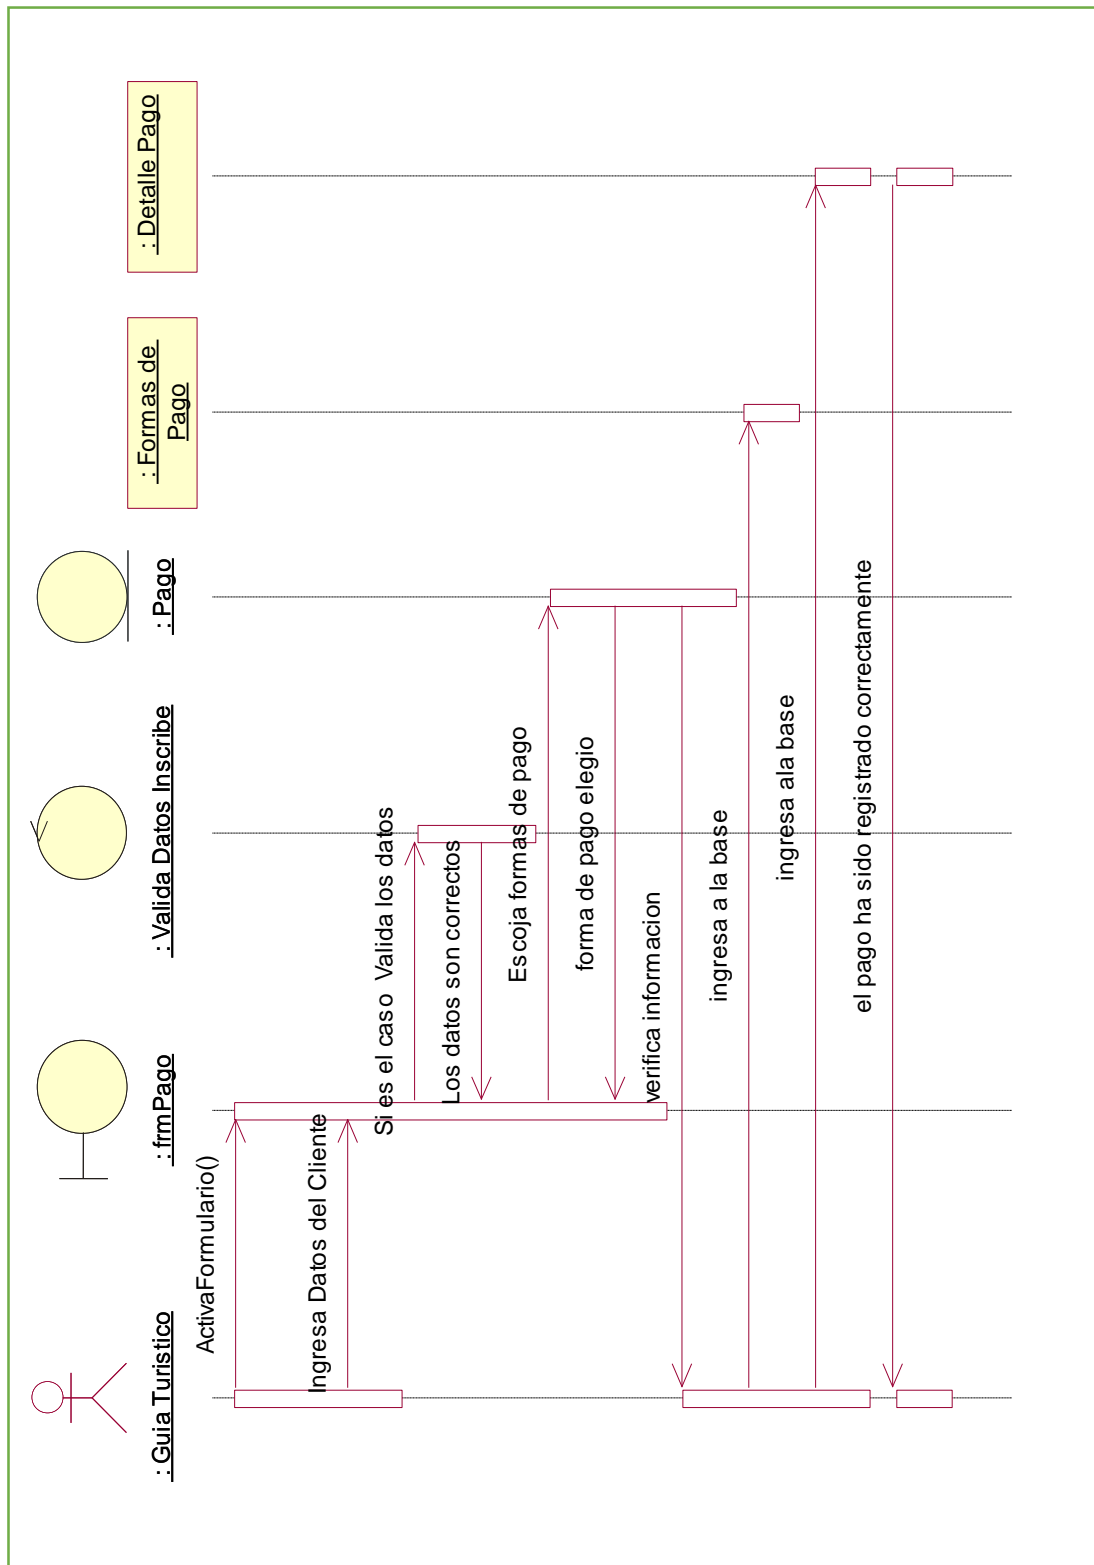 : Guia Turistico
: frmPago
: Valida Datos Inscribe
: Pago
: Formas de
Pago
: Detalle Pago
ActivaFormulario()
Ingresa Datos del Cliente
Si es el caso Valida los datos
Los datos son correctos
Escoja formas de pago
forma de pago elegio
verifica informacion
ingresa a la base
ingresa ala base
el pago ha sido registrado correctamente